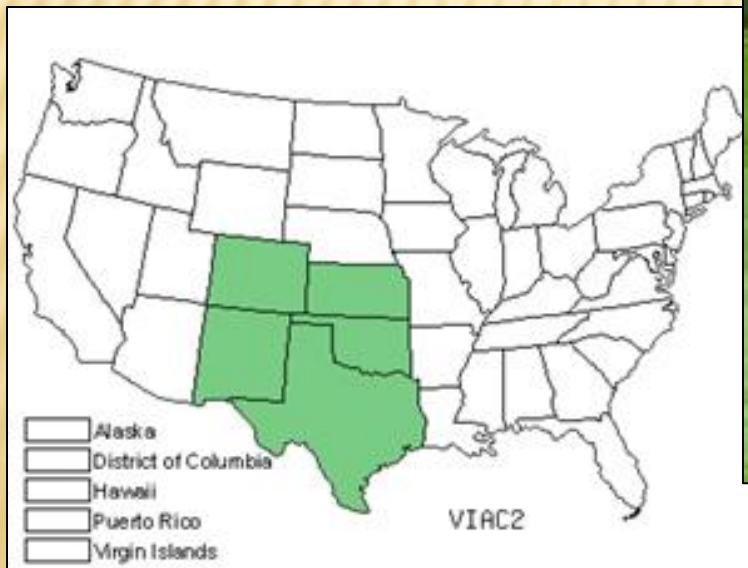 Alaska
District of Columbia
Hawaii
Puerto Rico
Virgin Islands
VIAC2